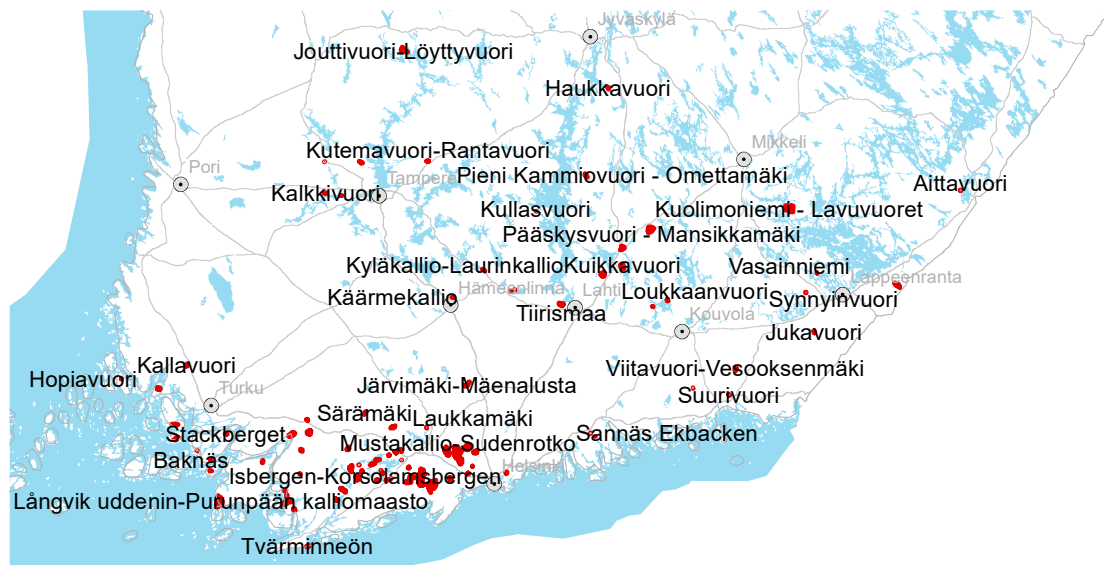 Jyväskylä
Jouttivuori-Löyttyvuori
Haukkavuori
Mikkeli
Kutemavuori-Rantavuori
Pori
Tampere
Pieni Kammiovuori - Omettamäki
Aittavuori
Kalkkivuori
Kullasvuori
Kuolimoniemi - Lavuvuoret
Pääskysvuori - Mansikkamäki
Kyläkallio-Laurinkallio
Kuikkavuori
Vasainniemi
Lappeenranta
Hämeenlinna
Lahti
Loukkaanvuori
Synnyinvuori
Käärmekallio
Tiirismaa
Kouvola
Jukavuori
Kallavuori
Viitavuori-Vesooksenmäki
Hopiavuori
Turku
Järvimäki-Mäenalusta
Suurivuori
Särämäki
Laukkamäki
Stackberget
Mustakallio-Sudenrotko
Sannäs Ekbacken
Baknäs
Helsinki
Isbergen-Korsolamsbergen
Långvik uddenin-Purunpään kalliomaasto
Tvärminneön